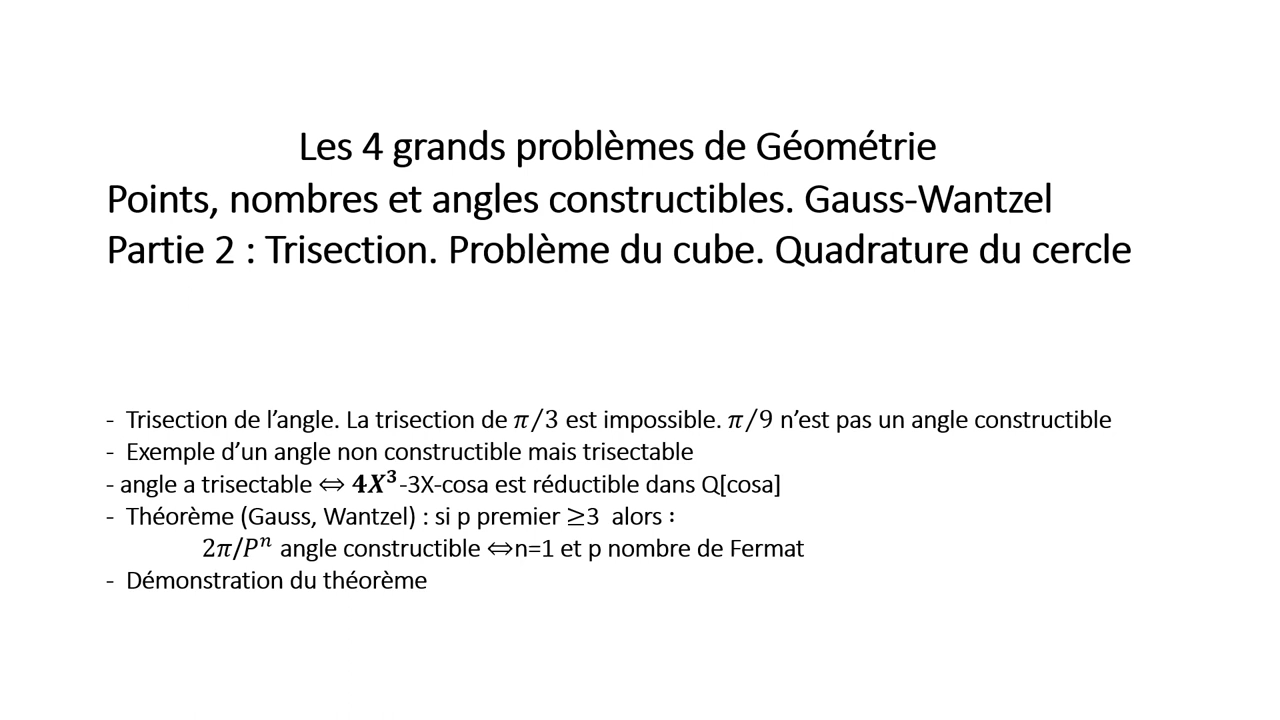 Les 4 grands problèmes de Géométrie
Points, nombres et angles constructibles. Gauss-Wantzel
Partie 2 : Trisection. Problème du cube. Quadrature du cercle
- Trisection de l’angle. La trisection de 𝜋/3 est impossible. 𝜋/9 n’est pas un angle constructible
- Exemple d’un angle non constructible mais trisectable
- angle a trisectable ⇔ 4X³-3X-cosa est réductible dans Q[cosa]
- Théorème (Gauss, Wantzel) : si p premier ≥3 alors :
2𝜋/Pⁿ angle constructible ⇔n=1 et p nombre de Fermat
- Démonstration du théorème